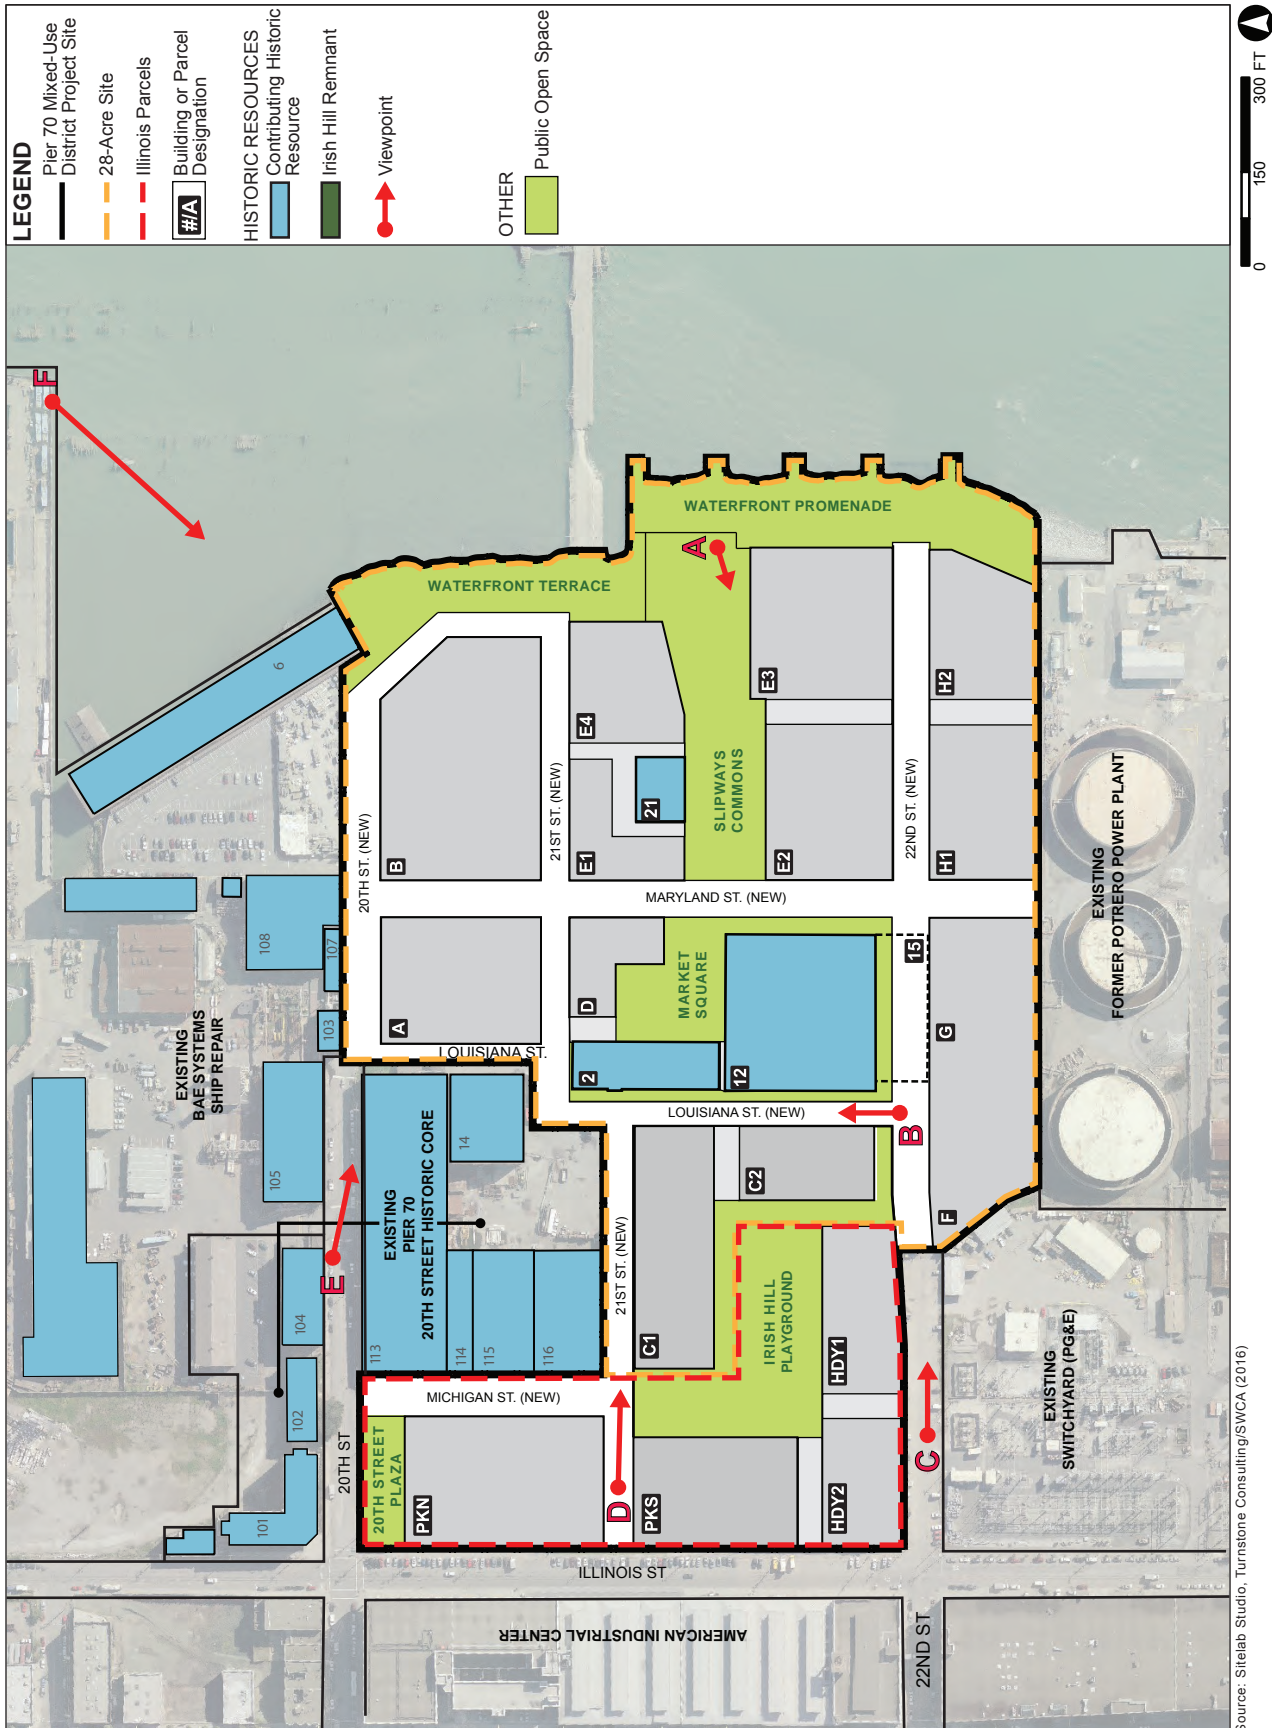 LEGEND
Pier 70 Mixed-Use
District Project Site
28-Acre Site
Illinois Parcels
#/A
Building or Parcel
Designation
HISTORIC RESOURCES
Contributing Historic
Resource
Irish Hill Remnant
Viewpoint
OTHER
Public Open Space
0
150
300 FT
F
6
WATERFRONT TERRACE
WATERFRONT PROMENADE
A
20TH ST. (NEW)
B
21ST ST. (NEW)
E4
21
E1
SLIPWAYS
COMMONS
E3
E2
22ND ST. (NEW)
H2
H1
MARYLAND ST. (NEW)
108
107
103
EXISTING
BAE SYSTEMS
SHIP REPAIR
105
A
LOUISIANA ST.
D
MARKET
SQUARE
2
12
15
G
LOUISIANA ST. (NEW)
B
F
EXISTING
FORMER POTRERO POWER PLANT
E
104
102
101
113
114
115
116
14
EXISTING
PIER 70
20TH STREET HISTORIC CORE
20TH ST
MICHIGAN ST. (NEW)
20TH STREET
PLAZA
PKN
21ST ST. (NEW)
D
C1
C2
PKS
IRISH HILL
PLAYGROUND
HDY1
HDY2
C
EXISTING
SWITCHYARD (PG&E)
ILLINOIS ST
AMERICAN INDUSTRIAL CENTER
22ND ST
Source: Sitelab Studio, Turnstone Consulting/SWCA (2016)